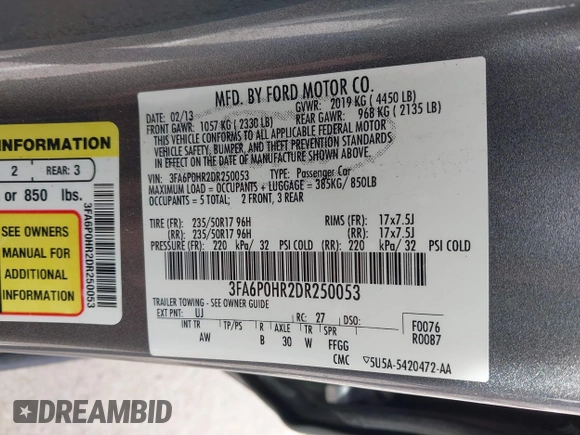 MFD. BY FORD MOTOR CO.
DATE: 02/13 GVWR: 2019 KG ( 4450 LB)
FRONT GAWR: 1057 KG ( 2330 LB) REAR GAWR: 968 KG ( 2135 LB)
THIS VEHICLE CONFORMS TO ALL APPLICABLE FEDERAL MOTOR
VEHICLE SAFETY, BUMPER, AND THEFT PREVENTION STANDARDS
IN EFFECT ON THE DATE OF MANUFACTURE SHOWN ABOVE.
VIN: 3FA6P0HR2DR250053 TYPE: Passenger Car
MAXIMUM LOAD = OCCUPANTS + LUGGAGE = 385KG/ 850LB
OCCUPANTS = 5 TOTAL; 2 FRONT, 3 REAR
TIRE (FR): 235/50R17 96H RIMS (FR): 17x7.5J
(RR): 235/50R17 96H (RR): 17x7.5J
PRESSURE (FR): 220 kPa/ 32 PSI COLD (RR): 220 kPa/ 32 PSI COLD
3FA6P0HR2DR250053
TRAILER TOWING - SEE OWNER GUIDE
EXT PNT: UJ RC: 27 DSO: F0076
INT TR TP/PS R AXLE TR SPR R0087
AW B 30 W FFGG
CMC ▽5U5A-5420472-AA
INFORMATION
2 REAR: 3
or 850 lbs.
SEE OWNERS
MANUAL FOR
ADDITIONAL
INFORMATION
3FA6P0HR2DR250053
DREAMBID